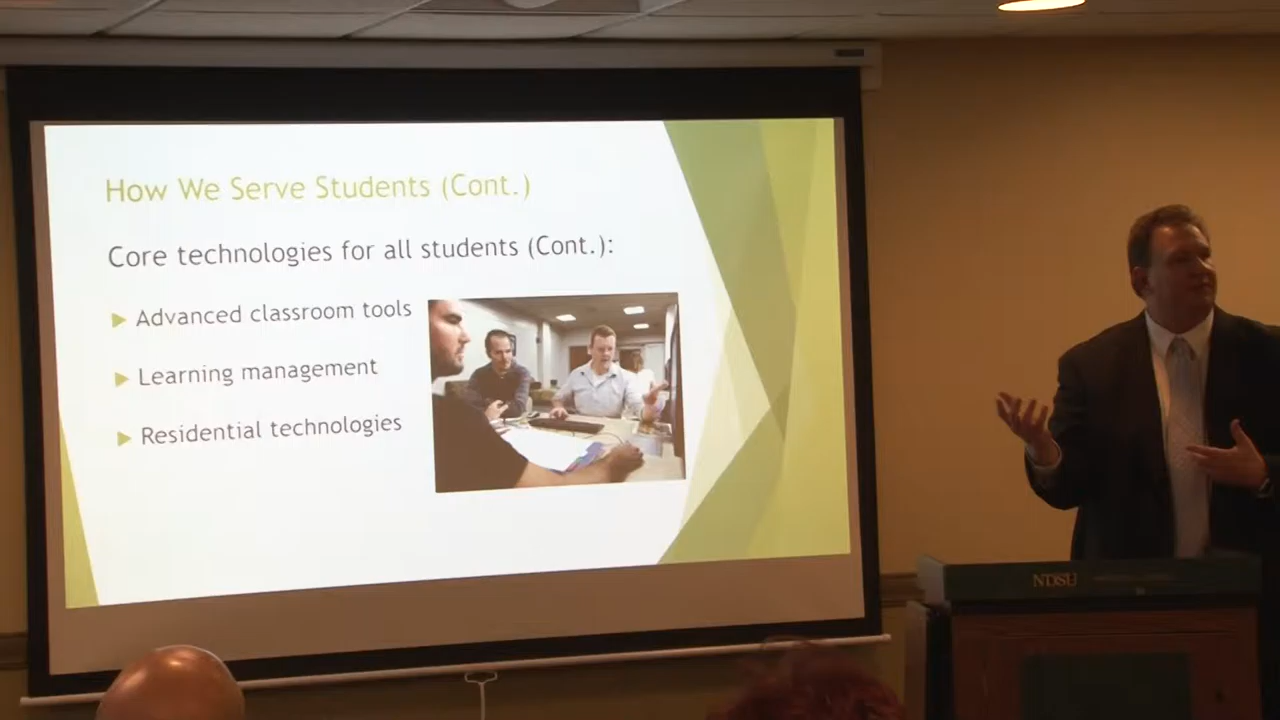 How We Serve Students (Cont.)
Core technologies for all students (Cont.):
Advanced classroom tools
Learning management
Residential technologies
NDSU